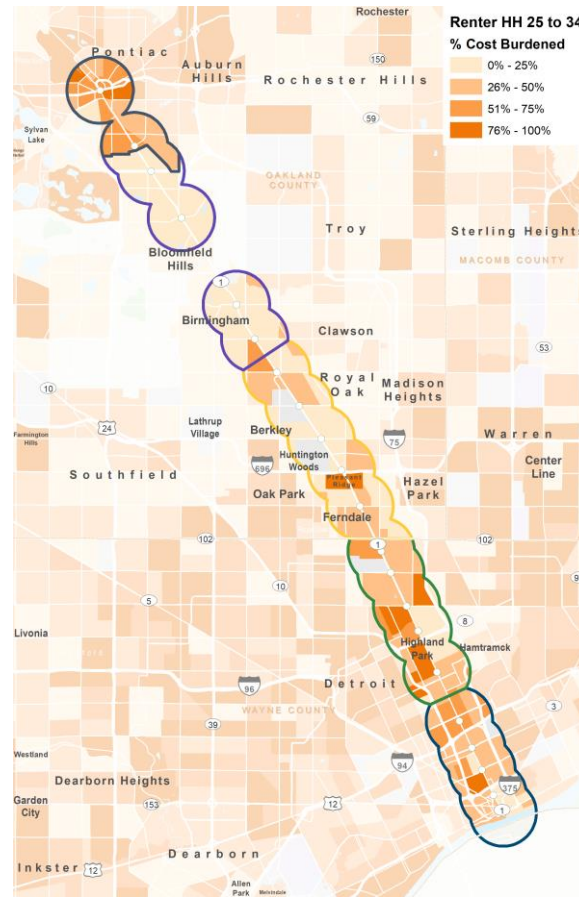 Rochester
Renter HH 25 to 34
% Cost Burdened
0% - 25%
26% - 50%
51% - 75%
76% - 100%
Pontiac
Auburn
Hills
150
Rochester Hills
59
Sylvan
Lake
OAKLAND
COUNTY
Troy
Sterling Heights
MACOMB COUNTY
Bloomfield
Hills
1
Birmingham
Clawson
53
Royal
Oak
Madison
Heights
10
24
Lathrup
Village
Berkley
75
Warren
Farmington
Hills
Huntington
Woods
696
Center
Line
Southfield
Pleasant
Ridge
Hazel
Park
Oak Park
Ferndale
102
1
102
10
5
8
Livonia
Highland
Park
Hamtramck
Detroit
96
WAYNE COUNTY
3
39
Westland
94
Dearborn Heights
375
Garden
City
153
12
1
Dearborn
Inkster
12
Allen
Park
Melvindale